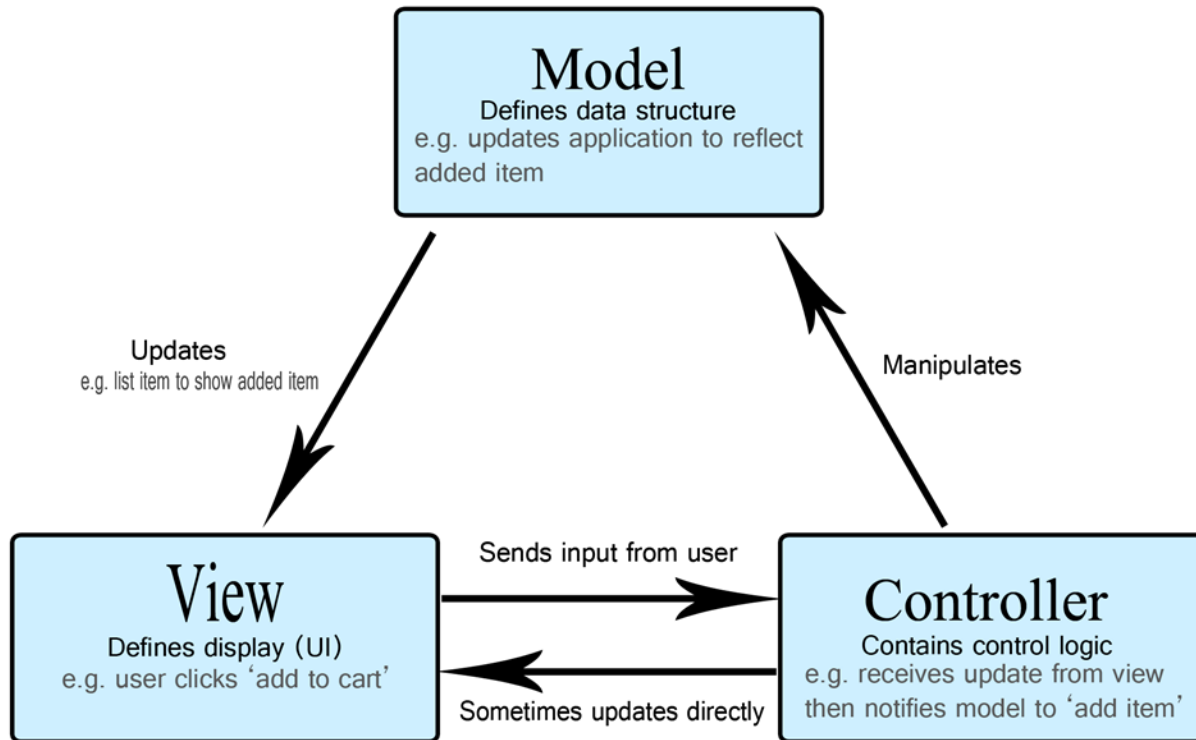 Model
Defines data structure
e.g. updates application to reflect
added item
Updates
e.g. list item to show added item
Manipulates
View
Defines display (UI)
e.g. user clicks ‘add to cart’
Sends input from user
Sometimes updates directly
Controller
Contains control logic
e.g. receives update from view
then notifies model to ‘add item’